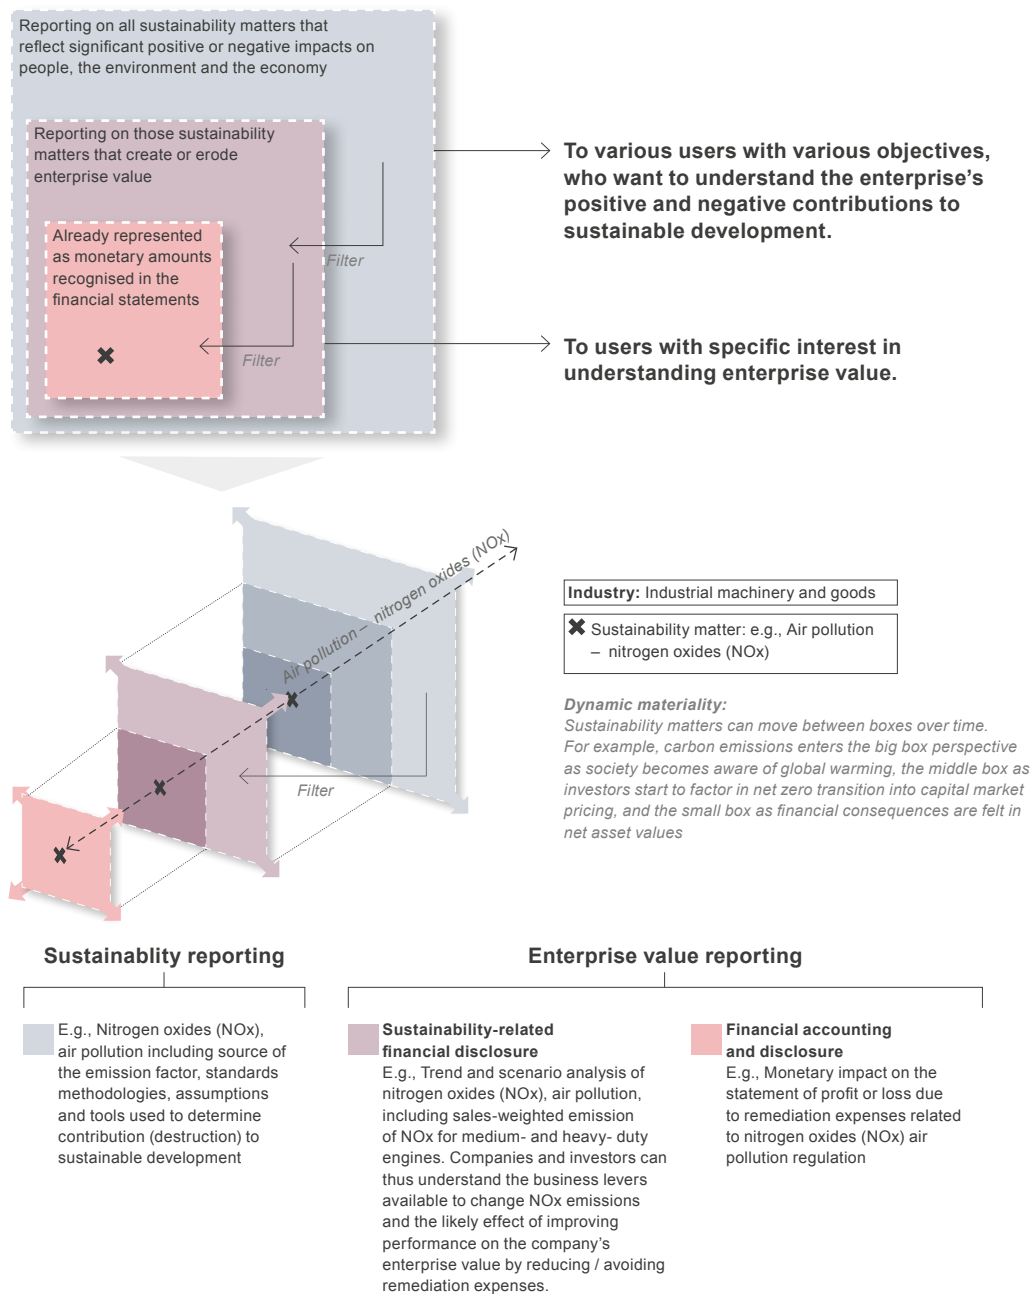 Reporting on all sustainability matters that
reflect significant positive or negative impacts on
people, the environment and the economy
Reporting on those sustainability
matters that create or erode
enterprise value
Already represented
as monetary amounts
recognised in the
financial statements
Filter
Filter
To various users with various objectives,
who want to understand the enterprise's
positive and negative contributions to
sustainable development.
To users with specific interest in
understanding enterprise value.
Air pollution – nitrogen oxides (NOx)
Filter
Industry: Industrial machinery and goods
Sustainability matter: e.g., Air pollution
– nitrogen oxides (NOx)
Dynamic materiality:
Sustainability matters can move between boxes over time.
For example, carbon emissions enters the big box perspective
as society becomes aware of global warming, the middle box as
investors start to factor in net zero transition into capital market
pricing, and the small box as financial consequences are felt in
net asset values
Sustainablity reporting
E.g., Nitrogen oxides (NOx),
air pollution including source of
the emission factor, standards
methodologies, assumptions
and tools used to determine
contribution (destruction) to
sustainable development
Enterprise value reporting
Sustainability-related
financial disclosure
E.g., Trend and scenario analysis of
nitrogen oxides (NOx), air pollution,
including sales-weighted emission
of NOx for medium- and heavy- duty
engines. Companies and investors can
thus understand the business levers
available to change NOx emissions
and the likely effect of improving
performance on the company's
enterprise value by reducing / avoiding
remediation expenses.
Financial accounting
and disclosure
E.g., Monetary impact on the
statement of profit or loss due
to remediation expenses related
to nitrogen oxides (NOx) air
pollution regulation